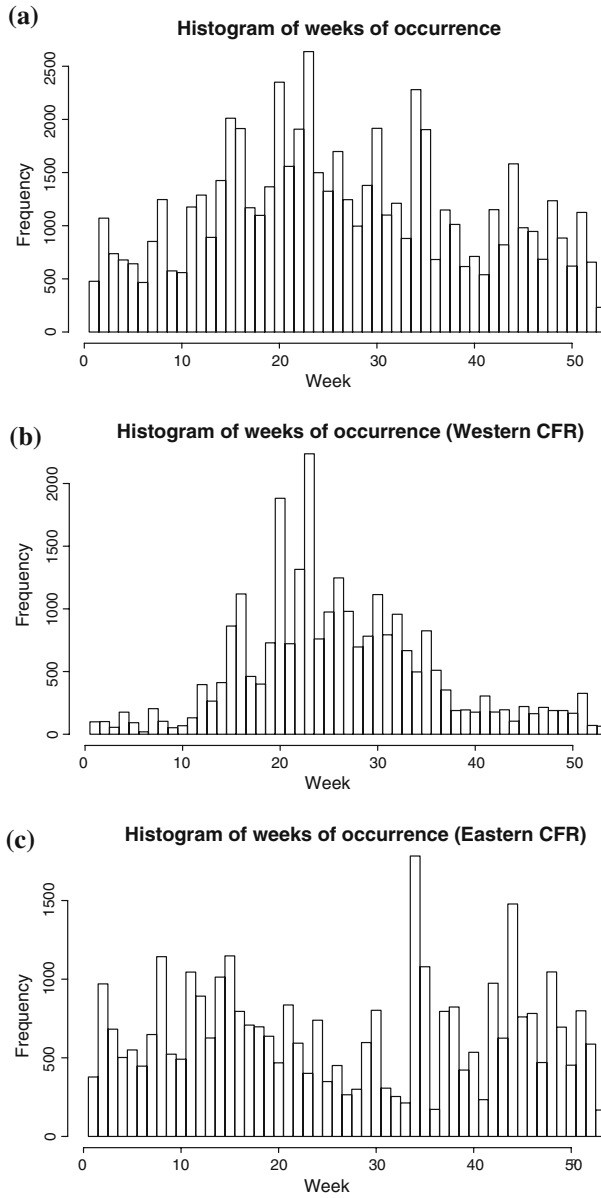 (a)
Histogram of weeks of occurrence
Frequency
0 500 1000 1500 2000 2500
0 10 20 30 40 50
Week
(b)
Histogram of weeks of occurrence (Western CFR)
Frequency
0 500 1000 1500 2000
0 10 20 30 40 50
Week
(c)
Histogram of weeks of occurrence (Eastern CFR)
Frequency
0 500 1000 1500
0 10 20 30 40 50
Week